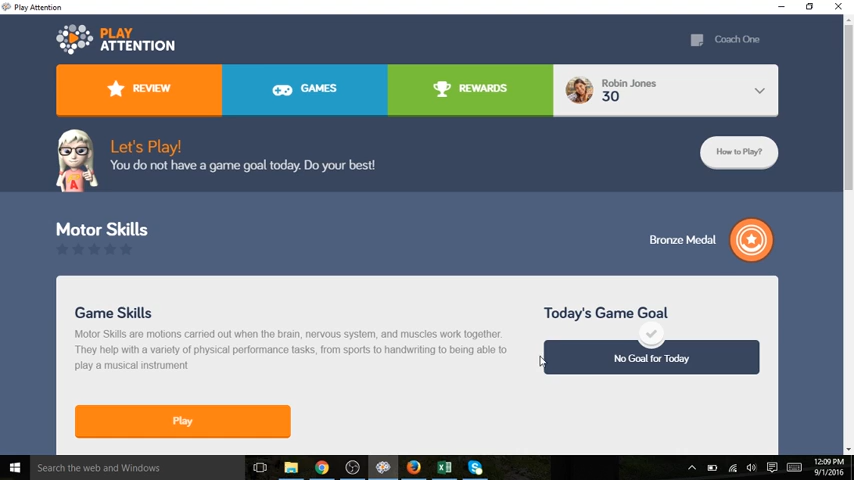 Play Attention
PLAY
ATTENTION
Coach One
REVIEW
GAMES
REWARDS
Robin Jones
30
Let's Play!
You do not have a game goal today. Do your best!
How to Play?
A
Motor Skills
Bronze Medal
Game Skills
Motor Skills are motions carried out when the brain, nervous system, and muscles work together.
They help with a variety of physical performance tasks, from sports to handwriting to being able to
play a musical instrument
Today's Game Goal
No Goal for Today
Play
Search the web and Windows
12:09 PM
9/1/2016